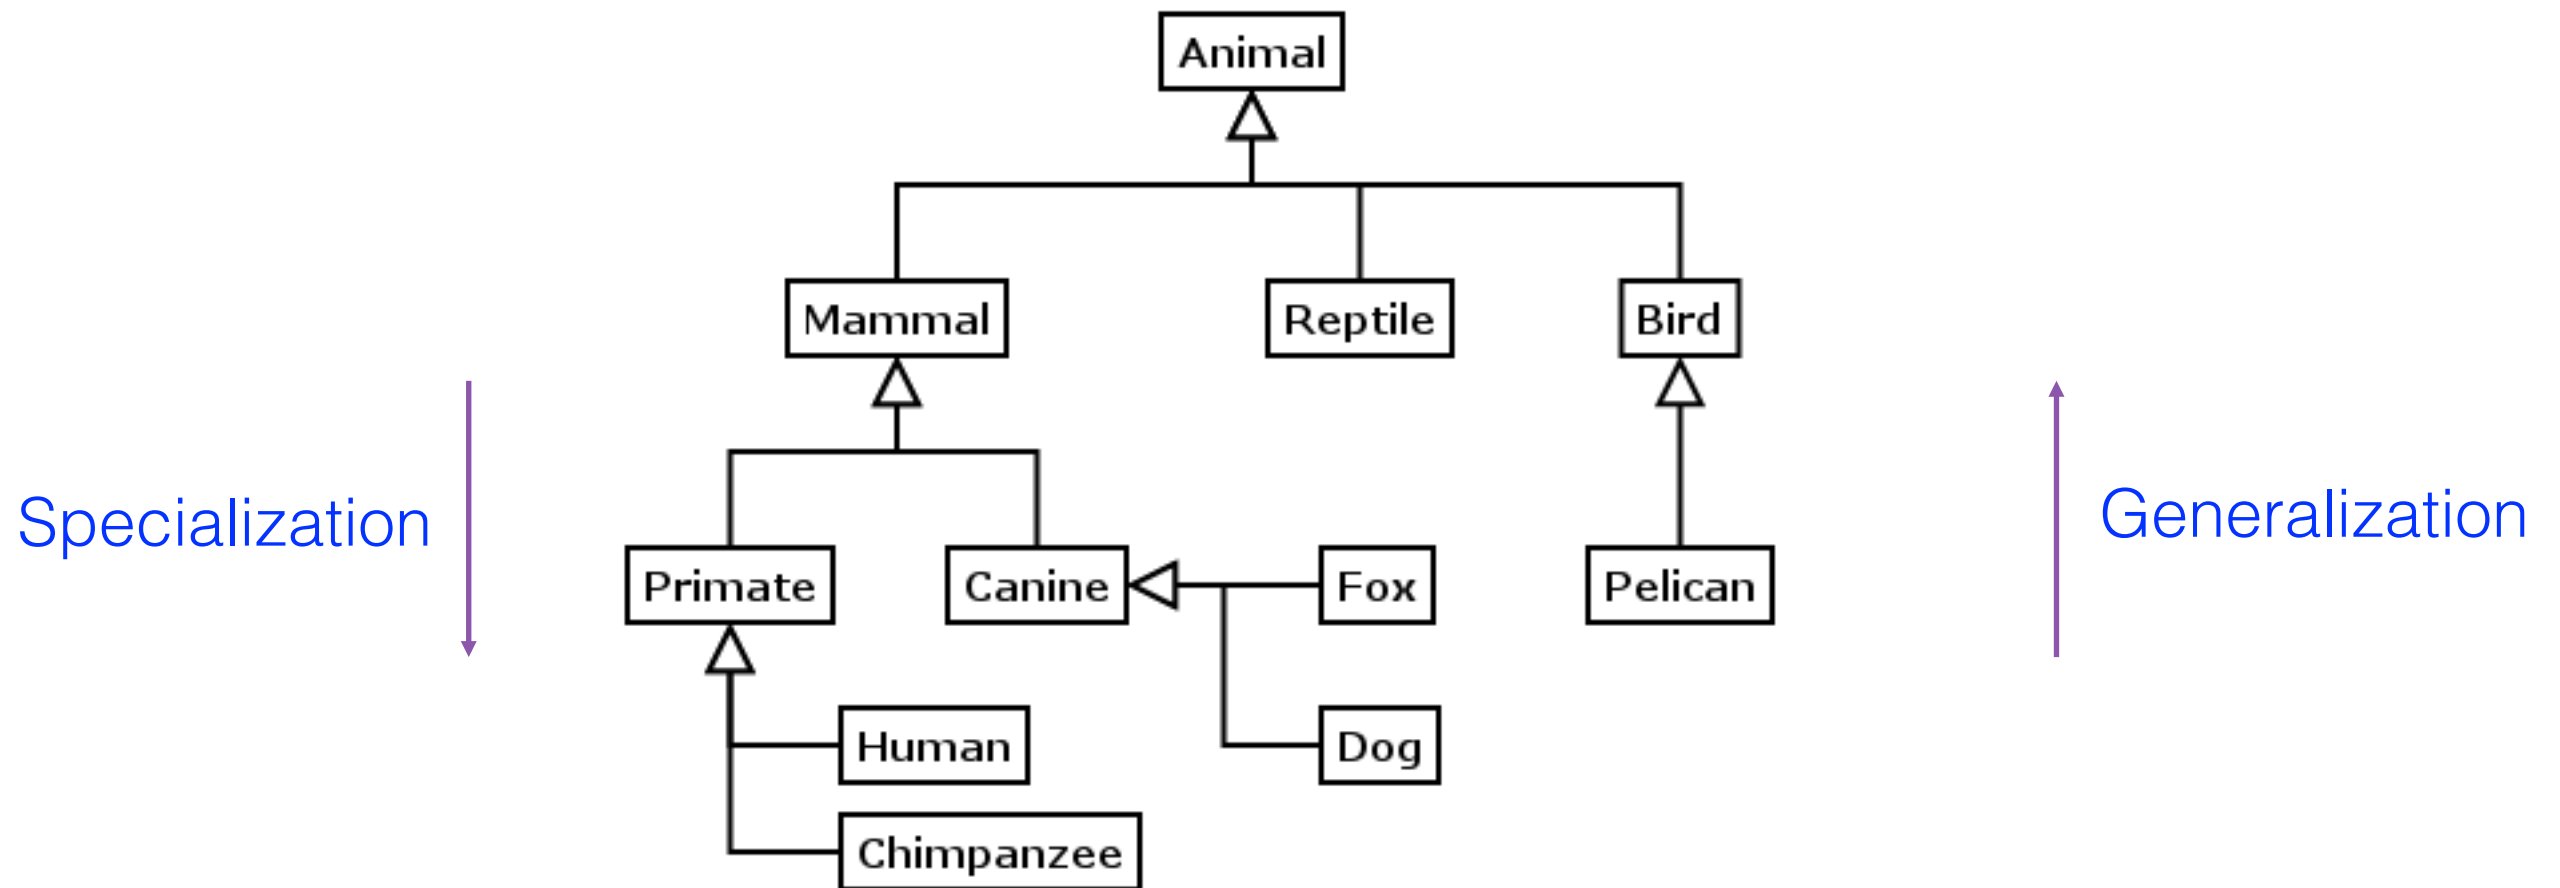 Animal
Mammal
Reptile
Bird
Specialization
Generalization
Primate
Canine
Fox
Pelican
Human
Dog
Chimpanzee